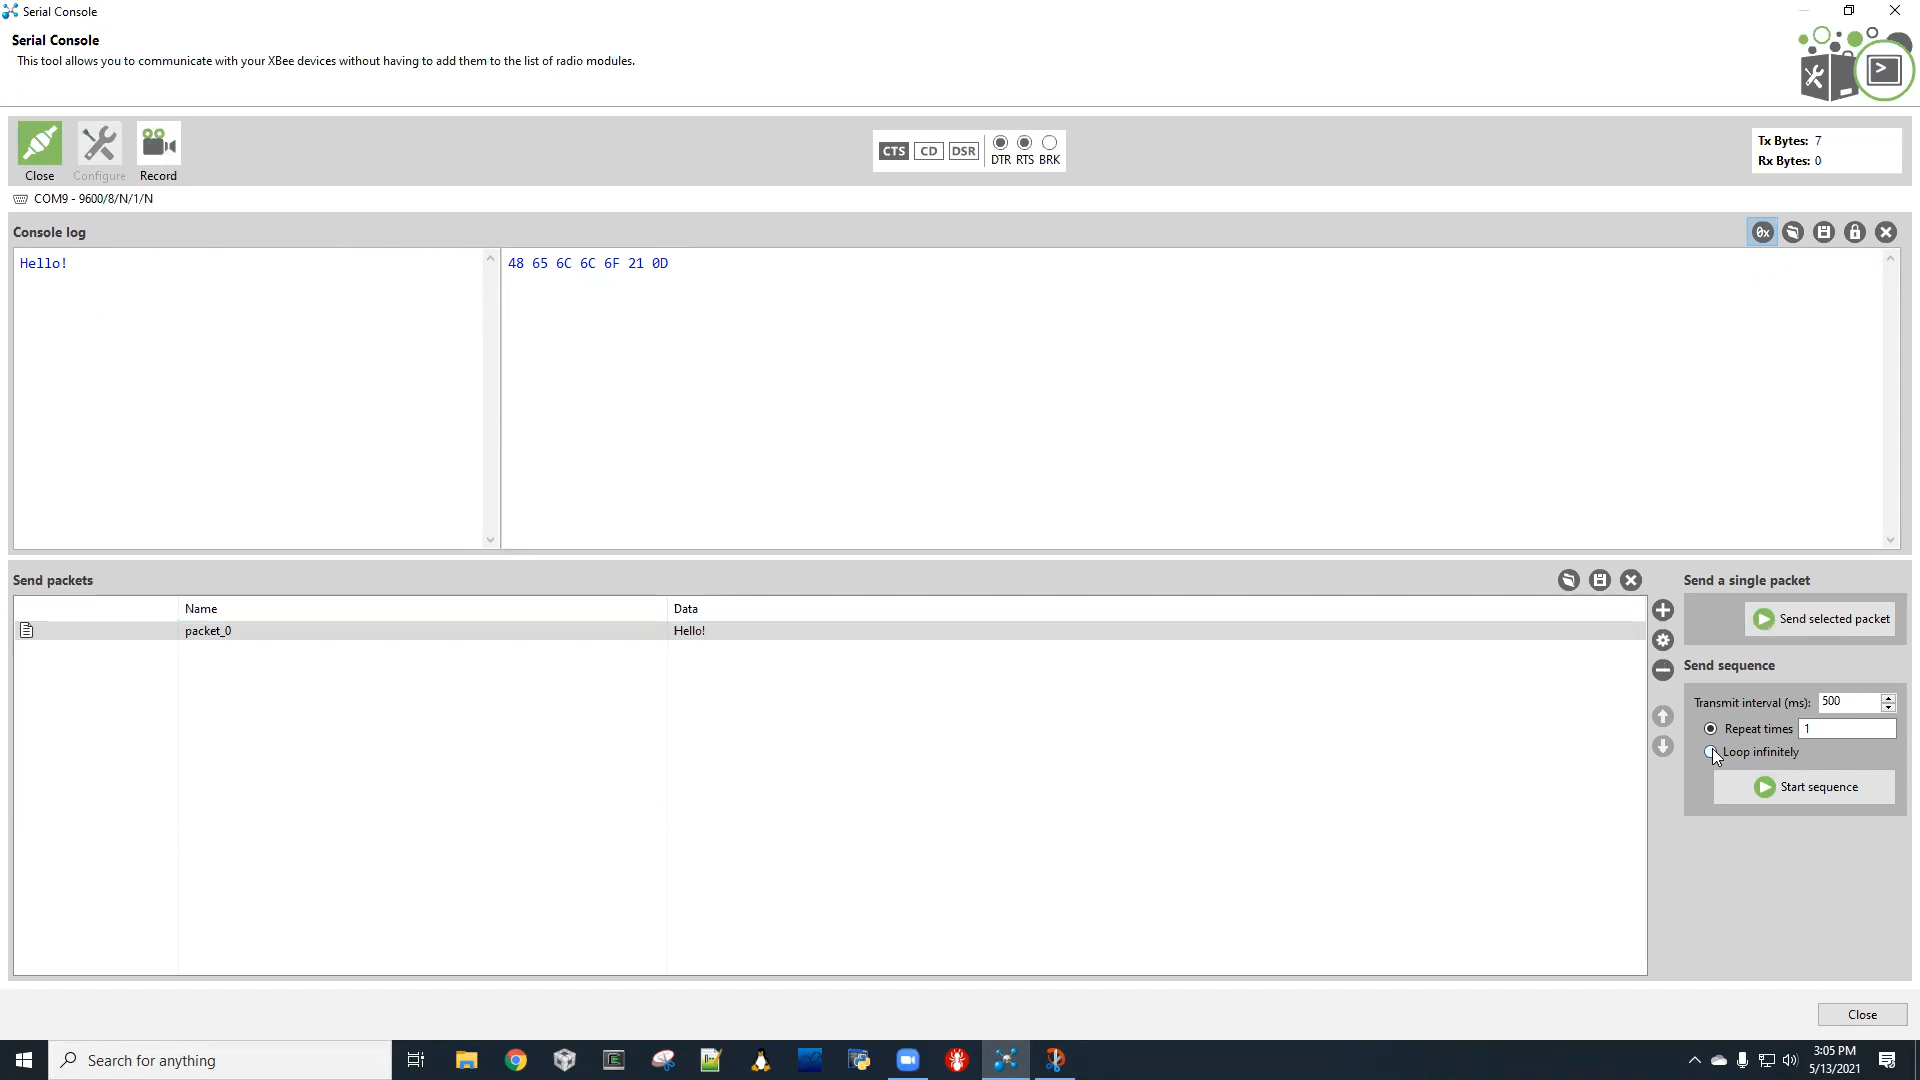 Serial Console
Serial Console
This tool allows you to communicate with your XBee devices without having to add them to the list of radio modules.
Close
Configure
Record
CTS CD DSR
DTR RTS BRK
Tx Bytes: 7
Rx Bytes: 0
COM9 - 9600/8/N/1/N
Console log
0x
Hello!
48 65 6C 6C 6F 21 0D
Send packets
Name Data
packet_0 Hello!
Send a single packet
Send selected packet
Send sequence
Transmit interval (ms): 500
Repeat times 1
Loop infinitely
Start sequence
Close
Search for anything
3:05 PM
5/13/2021